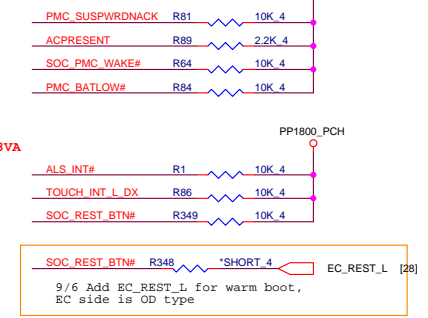 PMC_SUSPWRDNACK R81 10K_4
ACPRESENT R89 2.2K_4
SOC_PMC_WAKE# R64 10K_4
PMC_BATLOW# R84 10K_4
PP1800_PCH
ALS_INT# R1 10K_4
TOUCH_INT_L_DX R86 10K_4
SOC_REST_BTN# R349 10K_4
SOC_REST_BTN# R348 *SHORT_4 EC_REST_L [28]
9/6 Add EC_REST_L for warm boot,
EC side is OD type